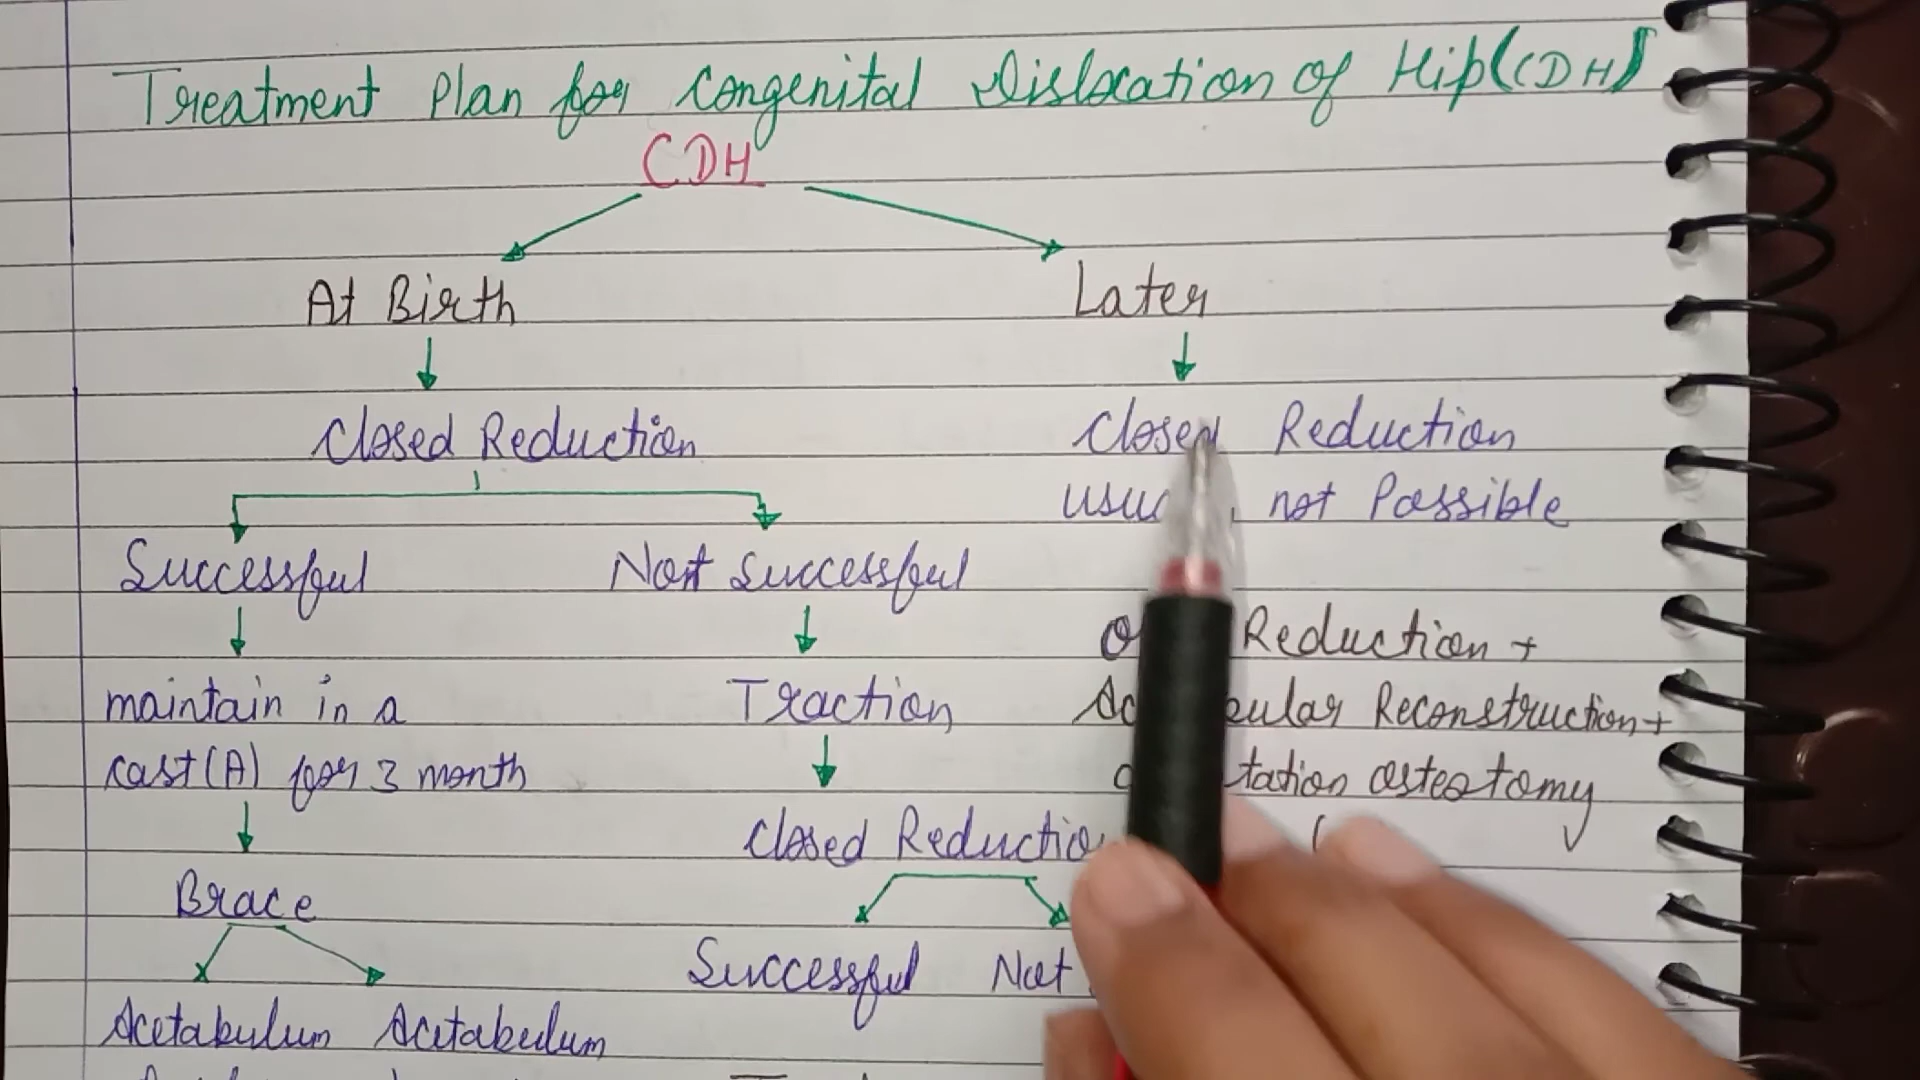 Treatment Plan for Congenital Dislocation of Hip (CDH)
CDH
At Birth
Later
Closed Reduction
Closed Reduction
not Possible
Successful
Not Successful
Reduction +
maintain in a
Traction
Reconstruction +
cast (A) for 3 month
osteotomy
Closed Reduction
Brace
Successful
Not
Acetabulum
Acetabulum